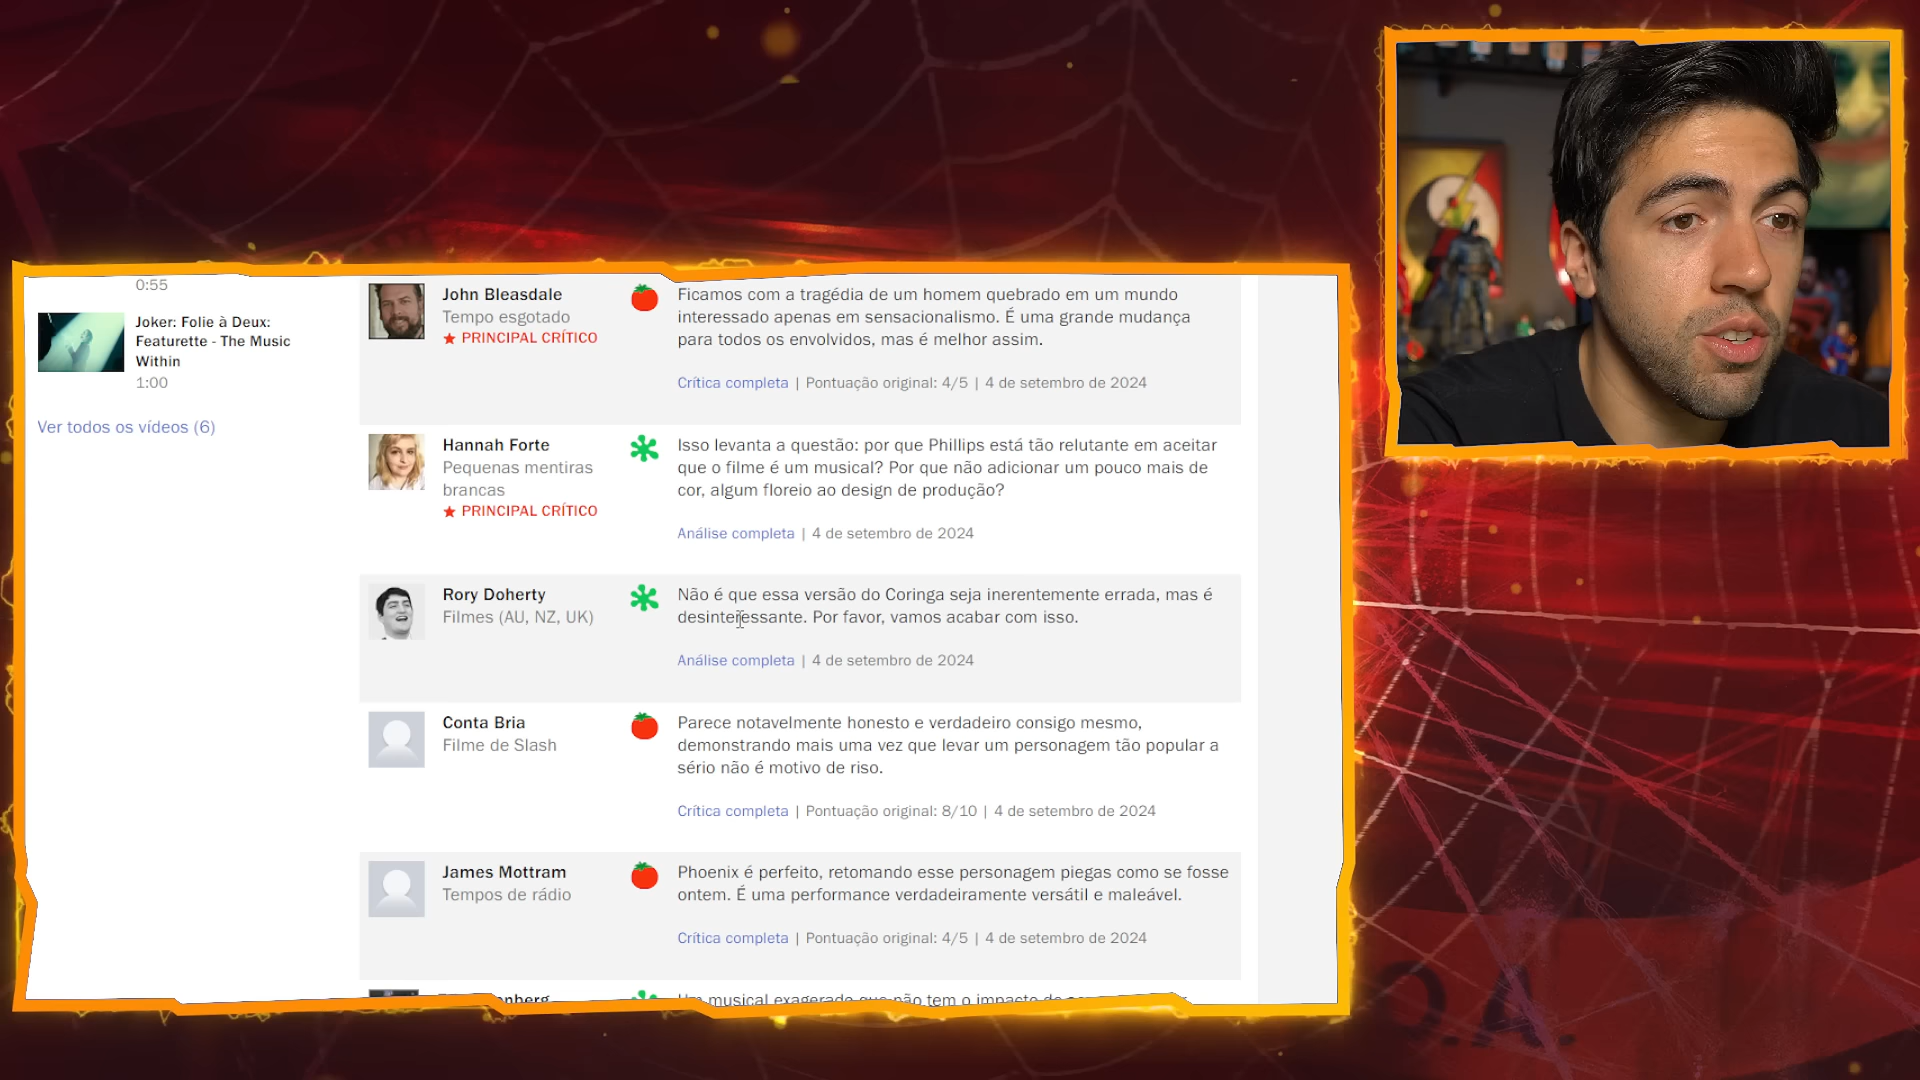 0:55
Joker: Folie à Deux:
Featurette - The Music
Within
1:00
Ver todos os vídeos (6)
John Bleasdale
Tempo esgotado
★ PRINCIPAL CRÍTICO
Ficamos com a tragédia de um homem quebrado em um mundo
interessado apenas em sensacionalismo. É uma grande mudança
para todos os envolvidos, mas é melhor assim.
Crítica completa | Pontuação original: 4/5 | 4 de setembro de 2024
Hannah Forte
Pequenas mentiras
brancas
★ PRINCIPAL CRÍTICO
Isso levanta a questão: por que Phillips está tão relutante em aceitar
que o filme é um musical? Por que não adicionar um pouco mais de
cor, algum floreio ao design de produção?
Análise completa | 4 de setembro de 2024
Rory Doherty
Filmes (AU, NZ, UK)
Não é que essa versão do Coringa seja inerentemente errada, mas é
desinteressante. Por favor, vamos acabar com isso.
Análise completa | 4 de setembro de 2024
Conta Bria
Filme de Slash
Parece notavelmente honesto e verdadeiro consigo mesmo,
demonstrando mais uma vez que levar um personagem tão popular a
sério não é motivo de riso.
Crítica completa | Pontuação original: 8/10 | 4 de setembro de 2024
James Mottram
Tempos de rádio
Phoenix é perfeito, retomando esse personagem piegas como se fosse
ontem. É uma performance verdadeiramente versátil e maleável.
Crítica completa | Pontuação original: 4/5 | 4 de setembro de 2024
Um musical exagerado que não tem o impacto de